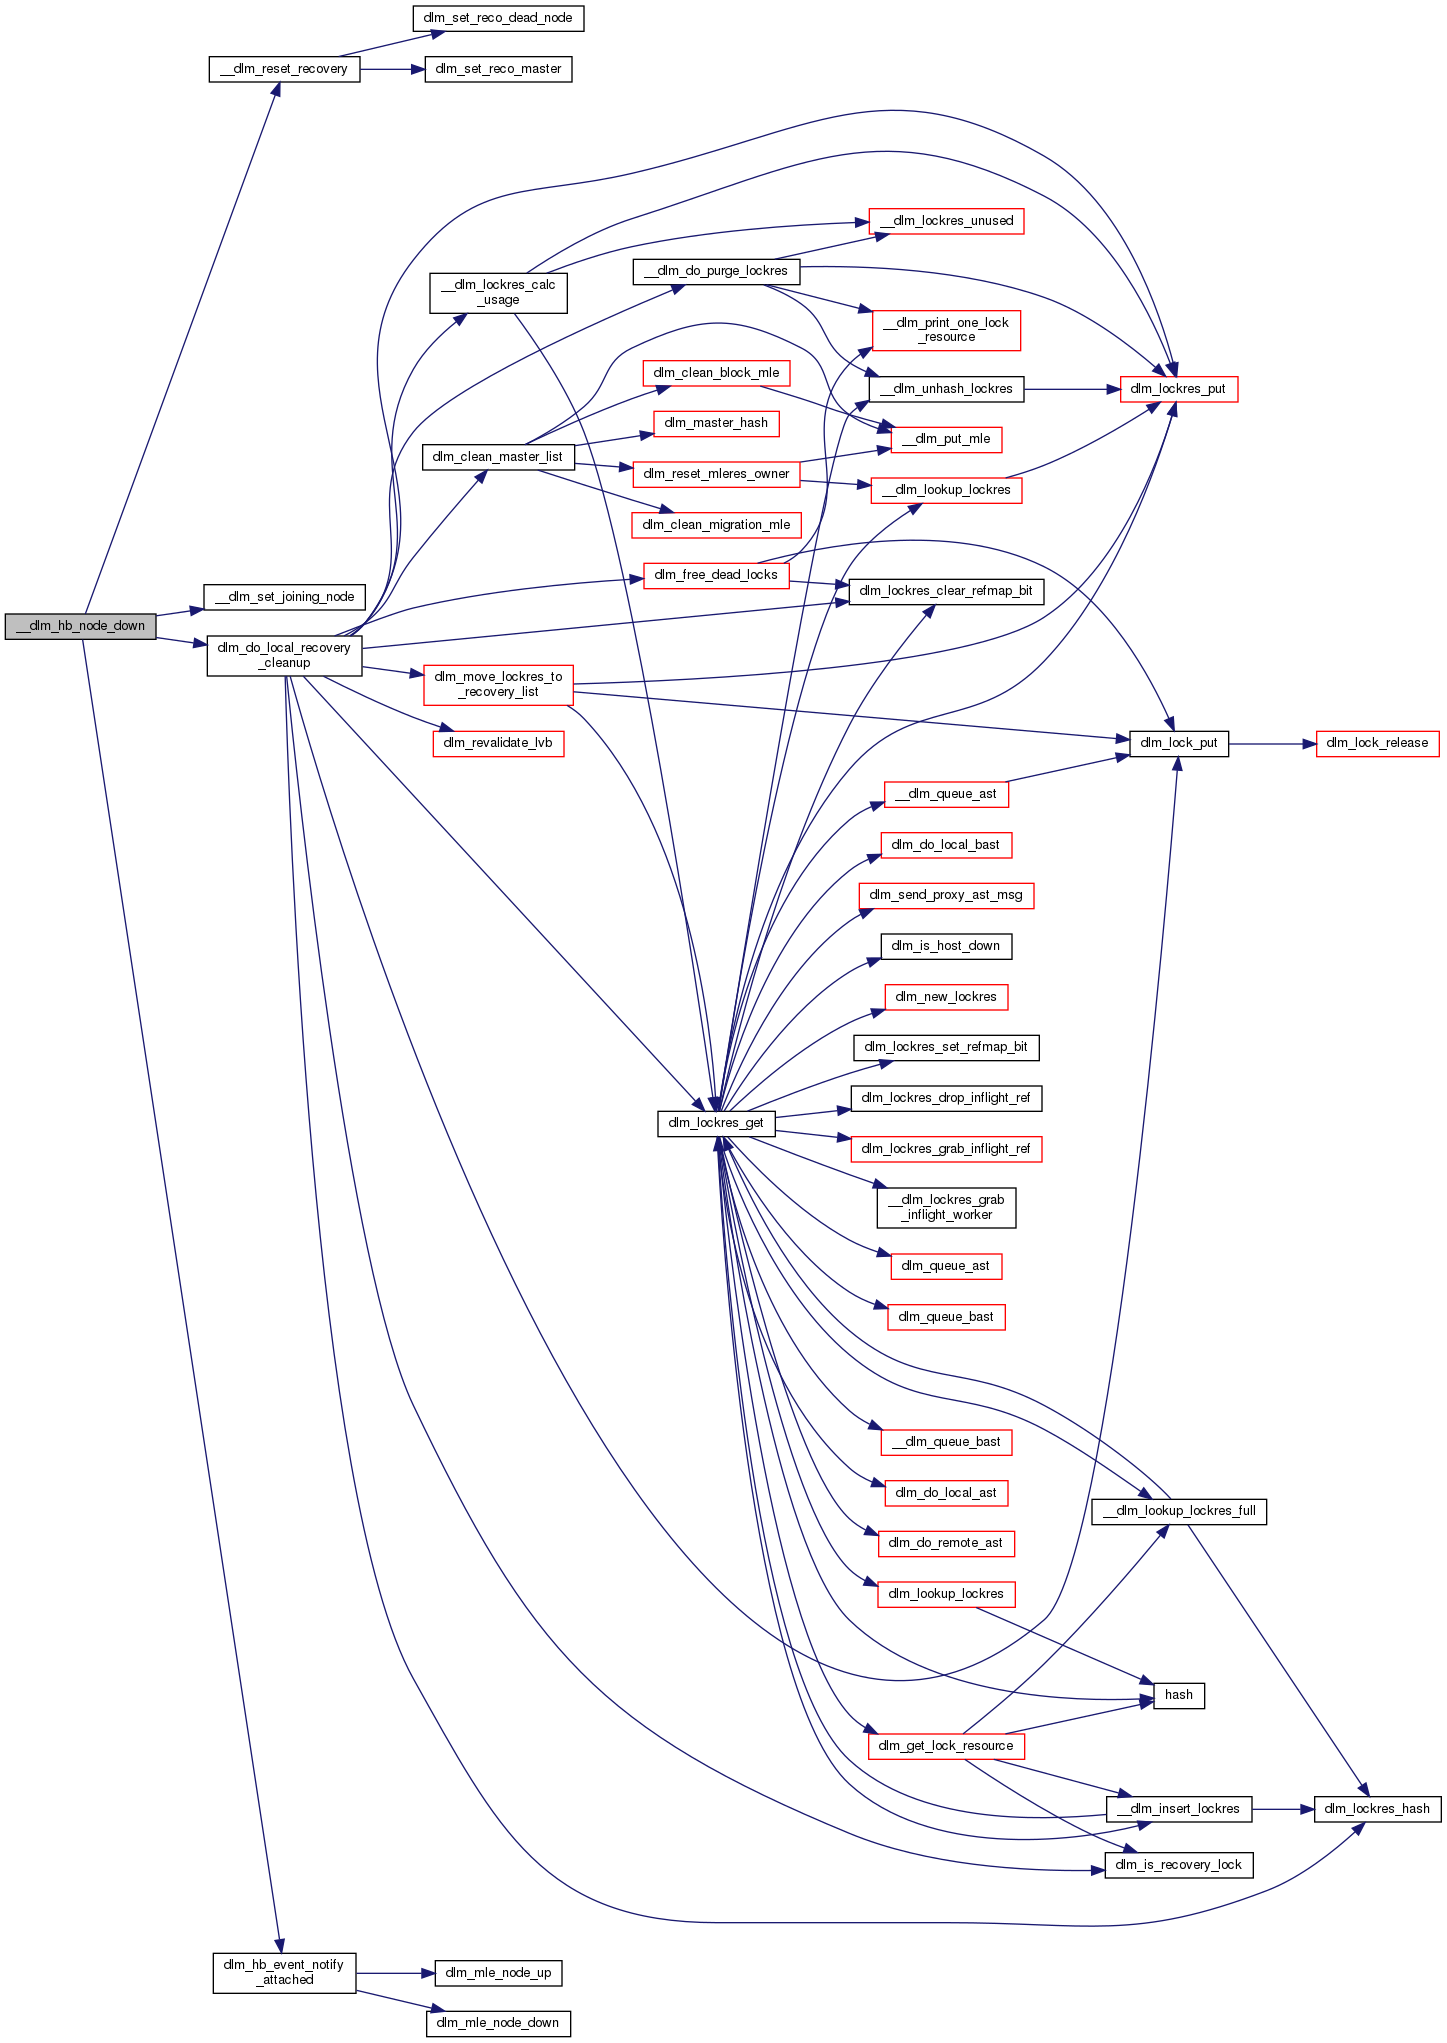 dlm_set_reco_dead_node
__dlm_reset_recovery
dlm_set_reco_master
__dlm_lockres_unused
__dlm_do_purge_lockres
__dlm_lockres_calc
_usage
__dlm_print_one_lock
_resource
dlm_clean_block_mle
__dlm_unhash_lockres
dlm_lockres_put
dlm_master_hash
__dlm_put_mle
dlm_clean_master_list
dlm_reset_mleres_owner
__dlm_lookup_lockres
dlm_clean_migration_mle
dlm_free_dead_locks
dlm_lockres_clear_refmap_bit
__dlm_set_joining_node
__dlm_hb_node_down
dlm_do_local_recovery
_cleanup
dlm_move_lockres_to
_recovery_list
dlm_revalidate_lvb
dlm_lock_put
dlm_lock_release
__dlm_queue_ast
dlm_do_local_bast
dlm_send_proxy_ast_msg
dlm_is_host_down
dlm_new_lockres
dlm_lockres_set_refmap_bit
dlm_lockres_drop_inflight_ref
dlm_lockres_get
dlm_lockres_grab_inflight_ref
__dlm_lockres_grab
_inflight_worker
dlm_queue_ast
dlm_queue_bast
__dlm_queue_bast
dlm_do_local_ast
__dlm_lookup_lockres_full
dlm_do_remote_ast
dlm_lookup_lockres
hash
dlm_get_lock_resource
__dlm_insert_lockres
dlm_lockres_hash
dlm_is_recovery_lock
dlm_hb_event_notify
_attached
dlm_mle_node_up
dlm_mle_node_down